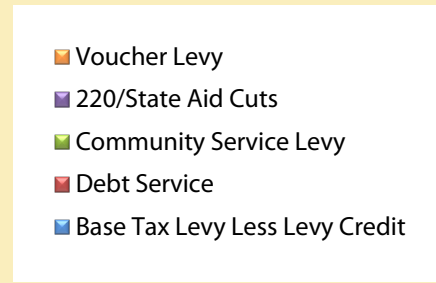 Voucher Levy
220/State Aid Cuts
Community Service Levy
Debt Service
Base Tax Levy Less Levy Credit